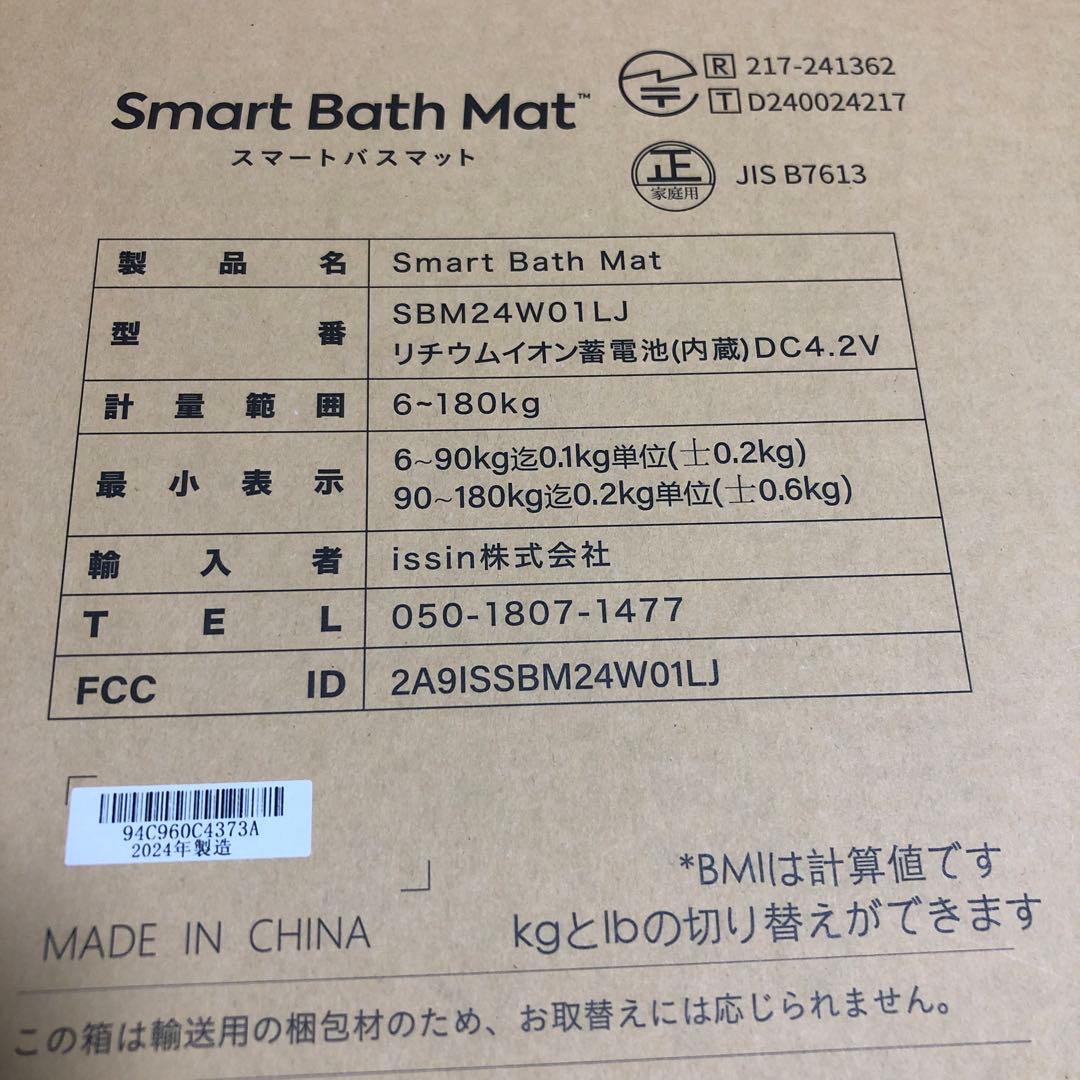 Smart Bath Mat™
スマートバスマット
R 217-241362
T D240024217
正
家庭用
JIS B7613
製品名 Smart Bath Mat
型番 SBM24W01LJ
リチウムイオン蓄電池(内蔵)DC4.2V
計量範囲 6~180kg
最小表示 6~90kg迄0.1kg単位(士0.2kg)
90~180kg迄0.2kg単位(士0.6kg)
輸入者 issin株式会社
TEL 050-1807-1477
FCC ID 2A9ISSBM24W01LJ
94C960C4373A
2024年製造
*BMIは計算値です
kgとlbの切り替えができます
MADE IN CHINA
この箱は輸送用の梱包材のため、お取替えには応じられません。